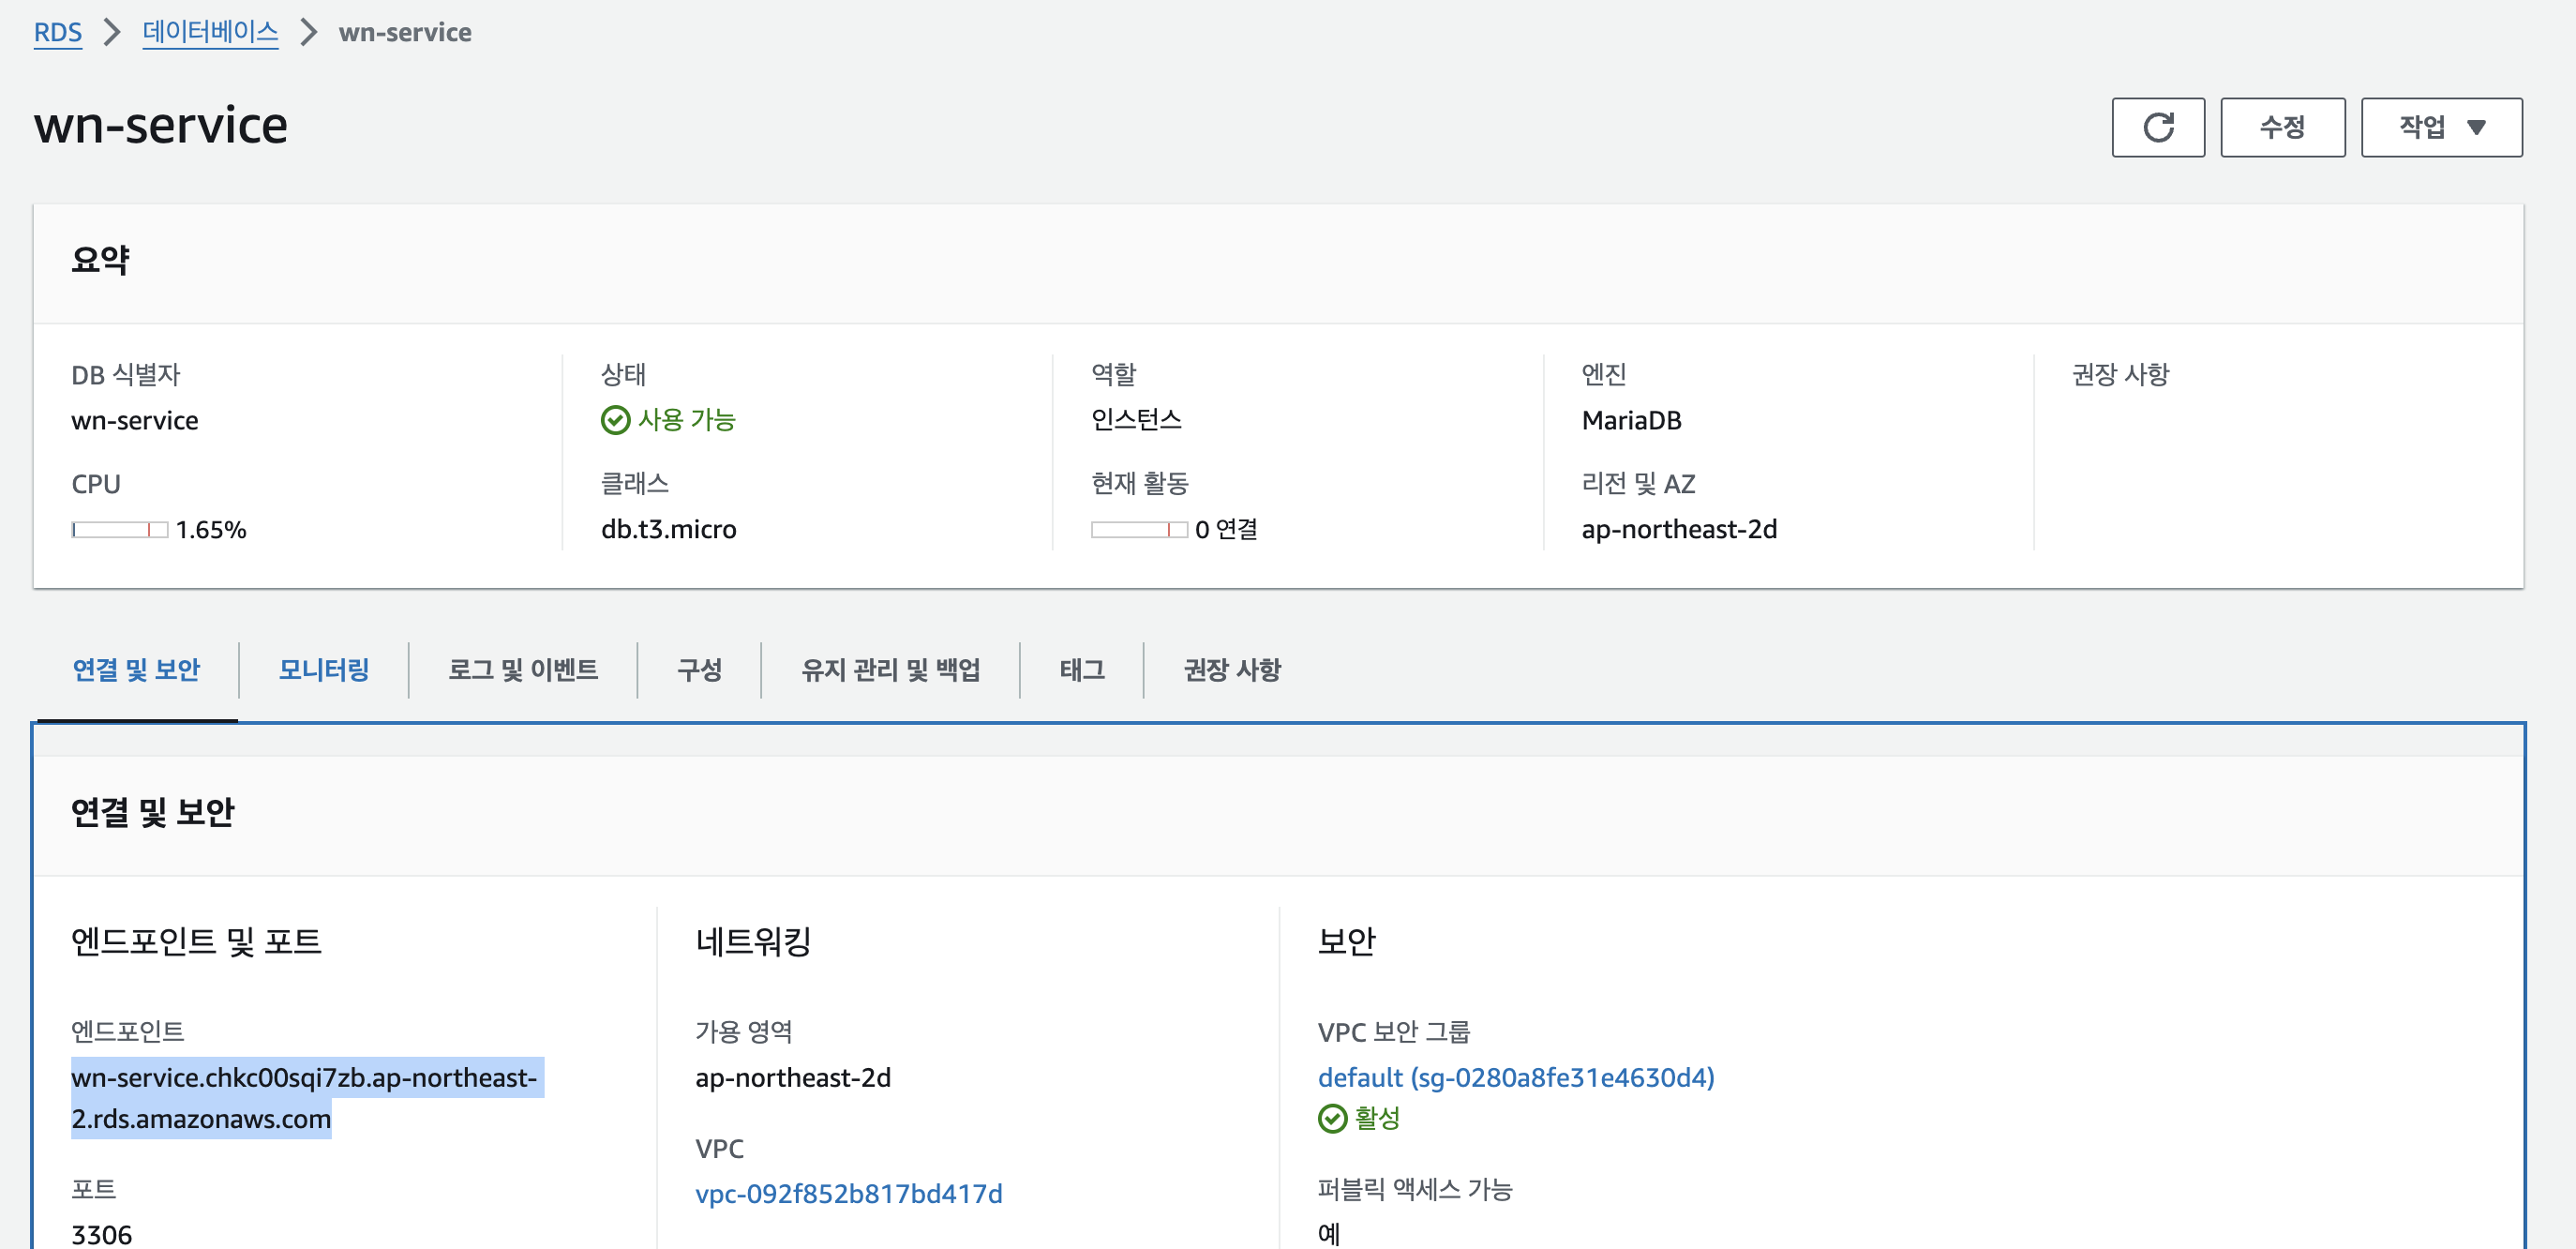 RDS > 데이터베이스 > wn-service
wn-service
수정
작업
요약
DB 식별자
wn-service
상태
사용 가능
역할
인스턴스
엔진
MariaDB
권장 사항
CPU
1.65%
클래스
db.t3.micro
현재 활동
0 연결
리전 및 AZ
ap-northeast-2d
연결 및 보안
모니터링
로그 및 이벤트
구성
유지 관리 및 백업
태그
권장 사항
연결 및 보안
엔드포인트 및 포트
엔드포인트
wn-service.chkc00sqi7zb.ap-northeast-
2.rds.amazonaws.com
포트
3306
네트워킹
가용 영역
ap-northeast-2d
VPC
vpc-092f852b817bd417d
보안
VPC 보안 그룹
default (sg-0280a8fe31e4630d4)
활성
퍼블릭 액세스 가능
예